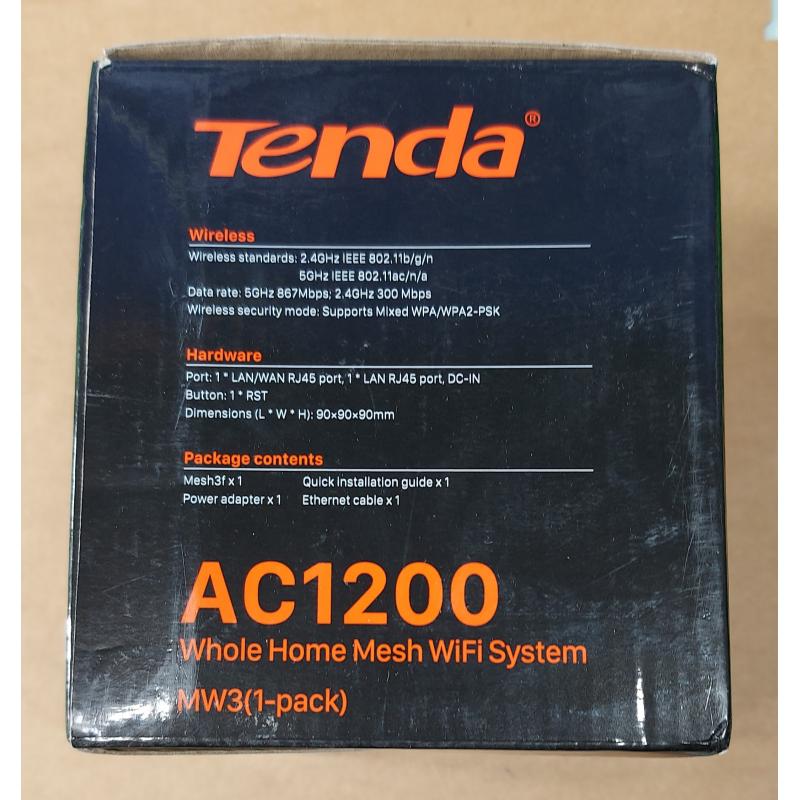 Tenda®
Wireless
Wireless standards: 2.4GHz IEEE 802.11b/g/n
5GHz IEEE 802.11ac/n/a
Data rate: 5GHz 867Mbps; 2.4GHz 300 Mbps
Wireless security mode: Supports Mixed WPA/WPA2-PSK
Hardware
Port: 1 * LAN/WAN RJ45 port, 1 * LAN RJ45 port, DC-IN
Button: 1 * RST
Dimensions (L * W * H): 90×90×90mm
Package contents
Mesh3f x 1 Quick installation guide x 1
Power adapter x 1 Ethernet cable x 1
AC1200
Whole Home Mesh WiFi System
MW3(1-pack)